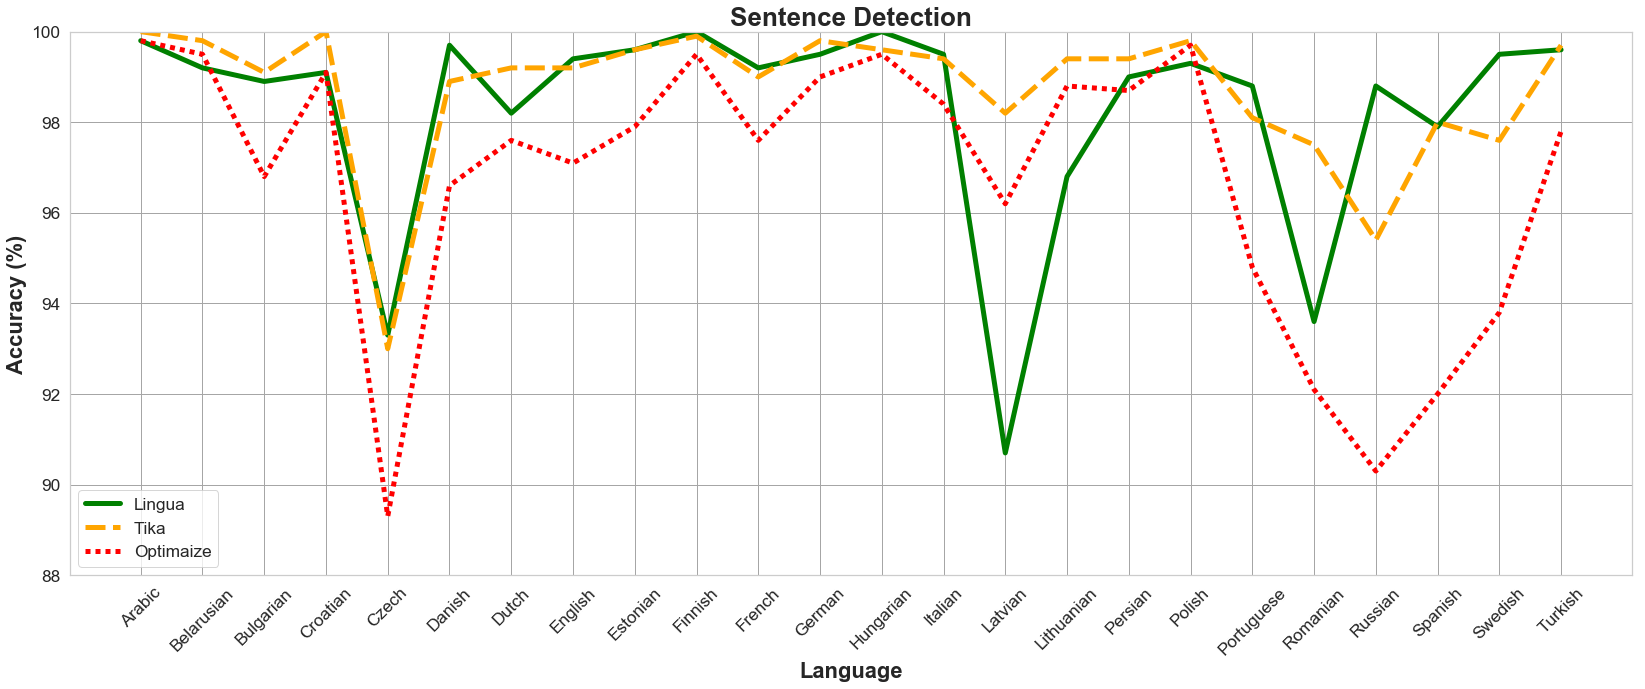 Sentence Detection
Accuracy (%)
100
98
96
94
92
90
88
Lingua
Tika
Optimaize
Arabic
Belarusian
Bulgarian
Croatian
Czech
Danish
Dutch
English
Estonian
Finnish
French
German
Hungarian
Italian
Latvian
Lithuanian
Persian
Polish
Portuguese
Romanian
Russian
Spanish
Swedish
Turkish
Language